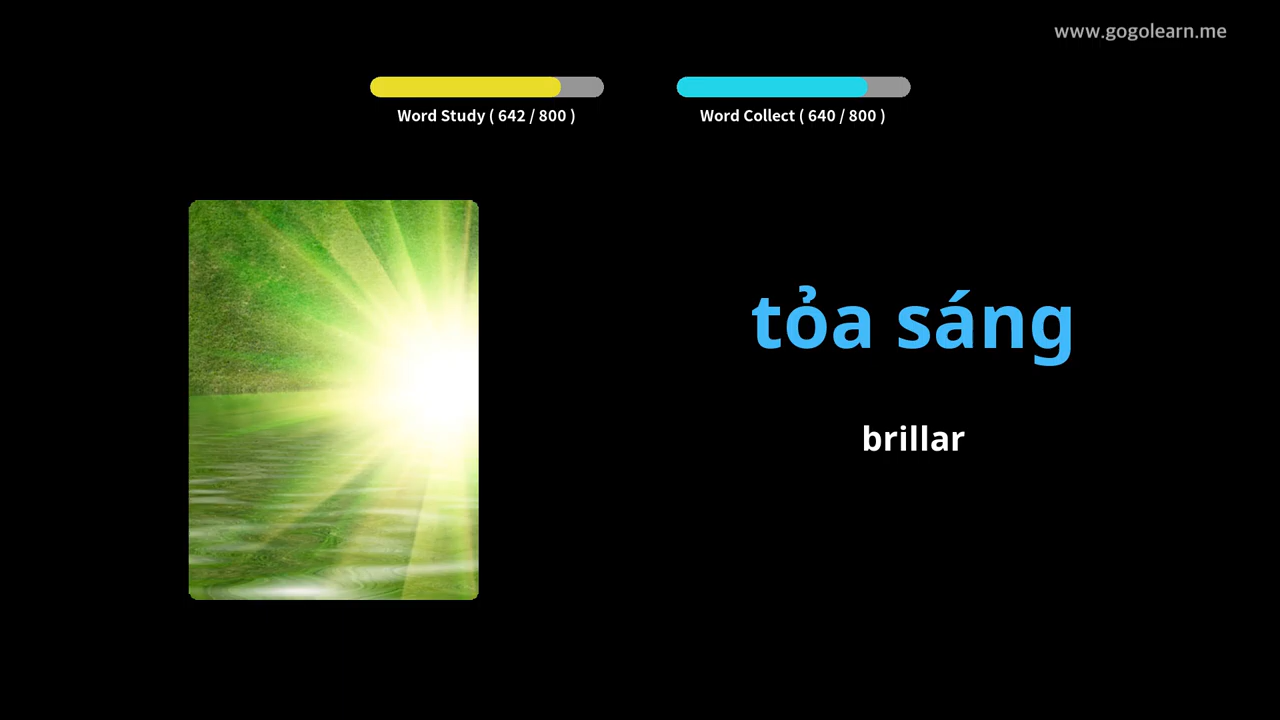 www.gogolearn.me
Word Study ( 642 / 800 )
Word Collect ( 640 / 800 )
tỏa sáng
brillar